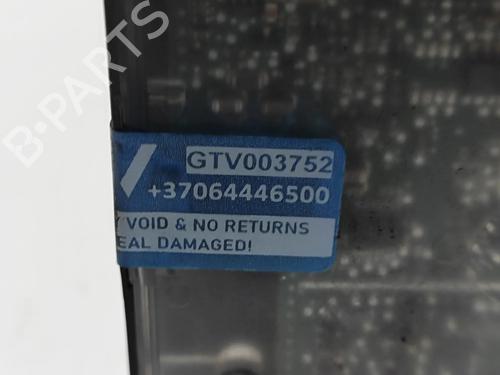 GTV003752
+37064446500
VOID & NO RETURNS
EAL DAMAGED!
B-PARTS